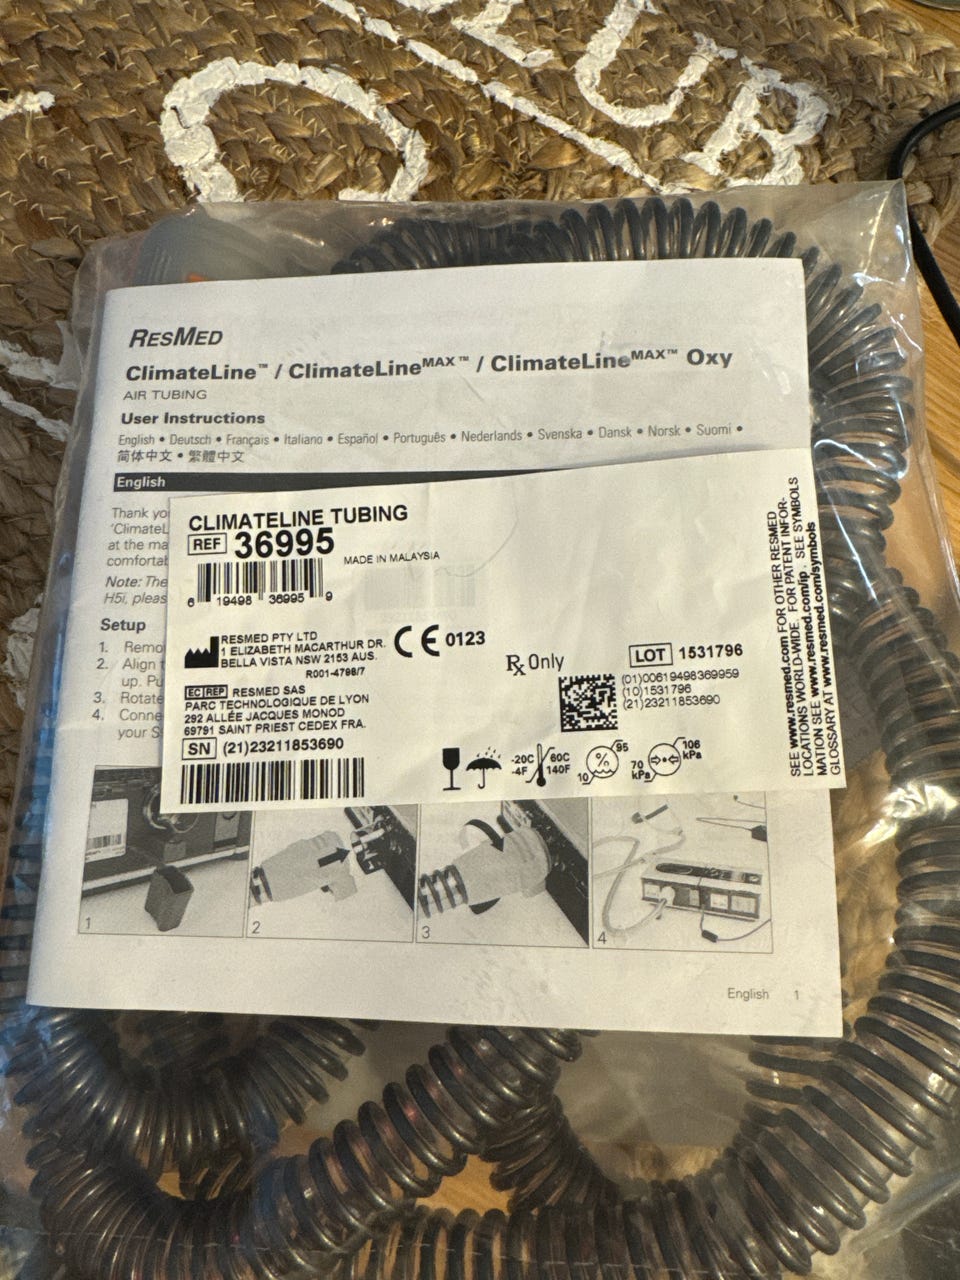 RESMED
ClimateLine™ / ClimateLineMAX™ / ClimateLineMAX™ Oxy
AIR TUBING
User Instructions
English • Deutsch • Français • Italiano • Español • Português • Nederlands • Svenska • Dansk • Norsk • Suomi •
简体中文 • 繁體中文
English
Thank yo
'ClimateL
at the ma
comfortab
Note: The
H5i, pleas
Setup
1. Remo
2. Align t
up. Pu
3. Rotate
4. Conne
your S
CLIMATELINE TUBING
REF 36995
MADE IN MALAYSIA
6 19498 36995 9
RESMED PTY LTD
1 ELIZABETH MACARTHUR DR.
BELLA VISTA NSW 2153 AUS.
R001-4798/7
CE 0123
EC REP RESMED SAS
PARC TECHNOLOGIQUE DE LYON
292 ALLÉE JACQUES MONOD
69791 SAINT PRIEST CEDEX FRA.
SN (21)23211853690
Rx Only
LOT 1531796
(01)00619498369959
(10)1531796
(21)23211853690
-20C
-4F
60C
140F
10 % 95
70 kPa
106 kPa
SEE www.resmed.com FOR OTHER RESMED
LOCATIONS WORLD-WIDE. FOR PATENT INFOR-
MATION SEE www.resmed.com/ip . SEE SYMBOLS
GLOSSARY AT www.resmed.com/symbols
1
2
3
4
English 1